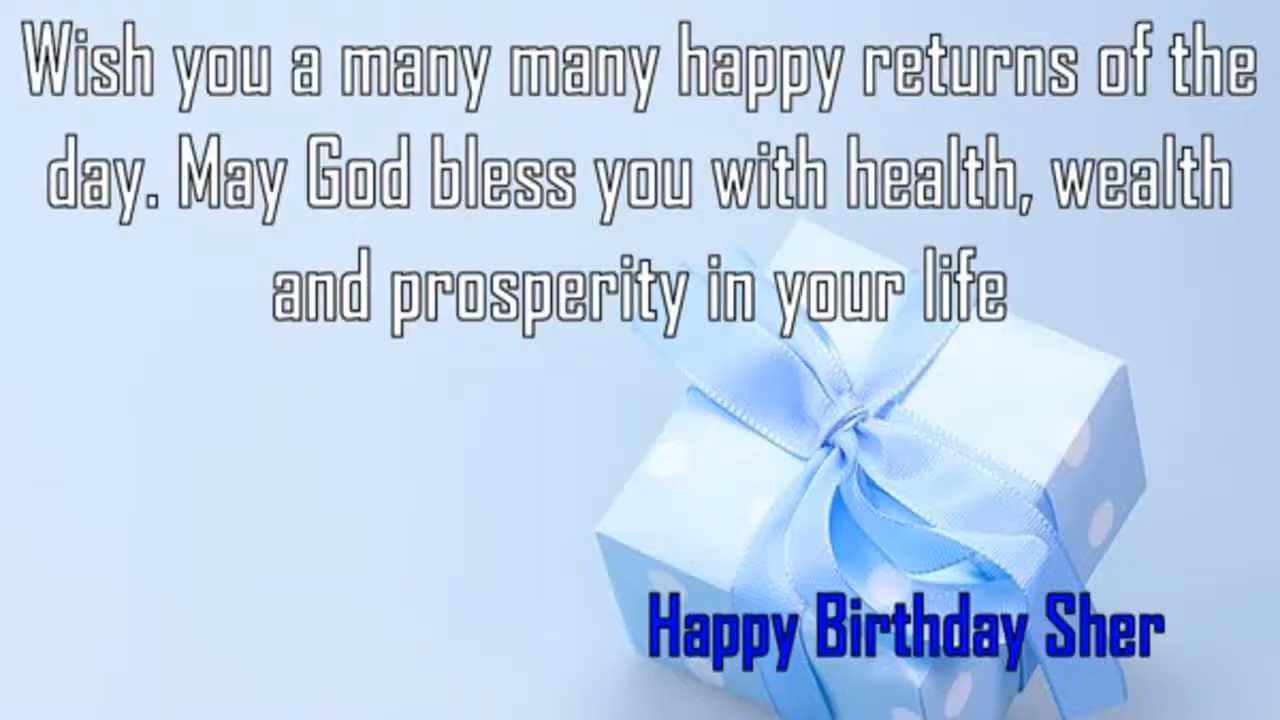 Wish you a many many happy returns of the
day. May God bless you with health, wealth
and prosperity in your life
Happy Birthday Sher